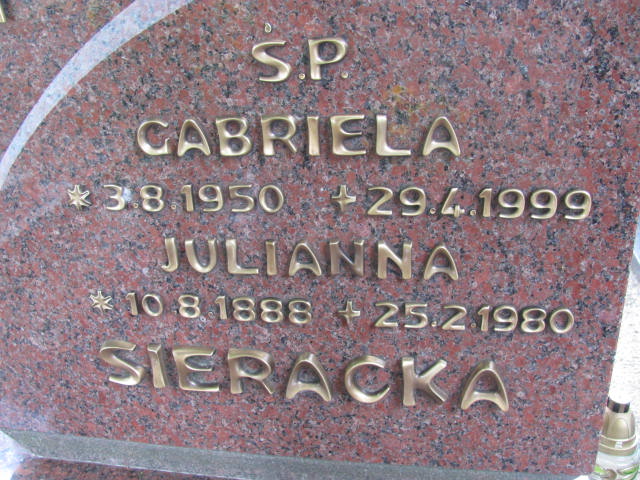 Ś.P.
GABRIELA
* 3.8.1950 + 29.4.1999
JULIANNA
* 10 8.1888 + 25.2.1980
SIERACKA